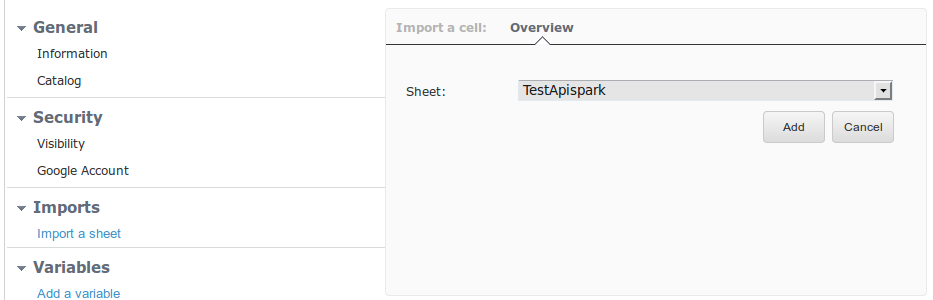 General
Information
Catalog
Security
Visibility
Google Account
Imports
Import a sheet
Variables
Add a variable
Import a cell: Overview
Sheet: TestApispark
Add Cancel